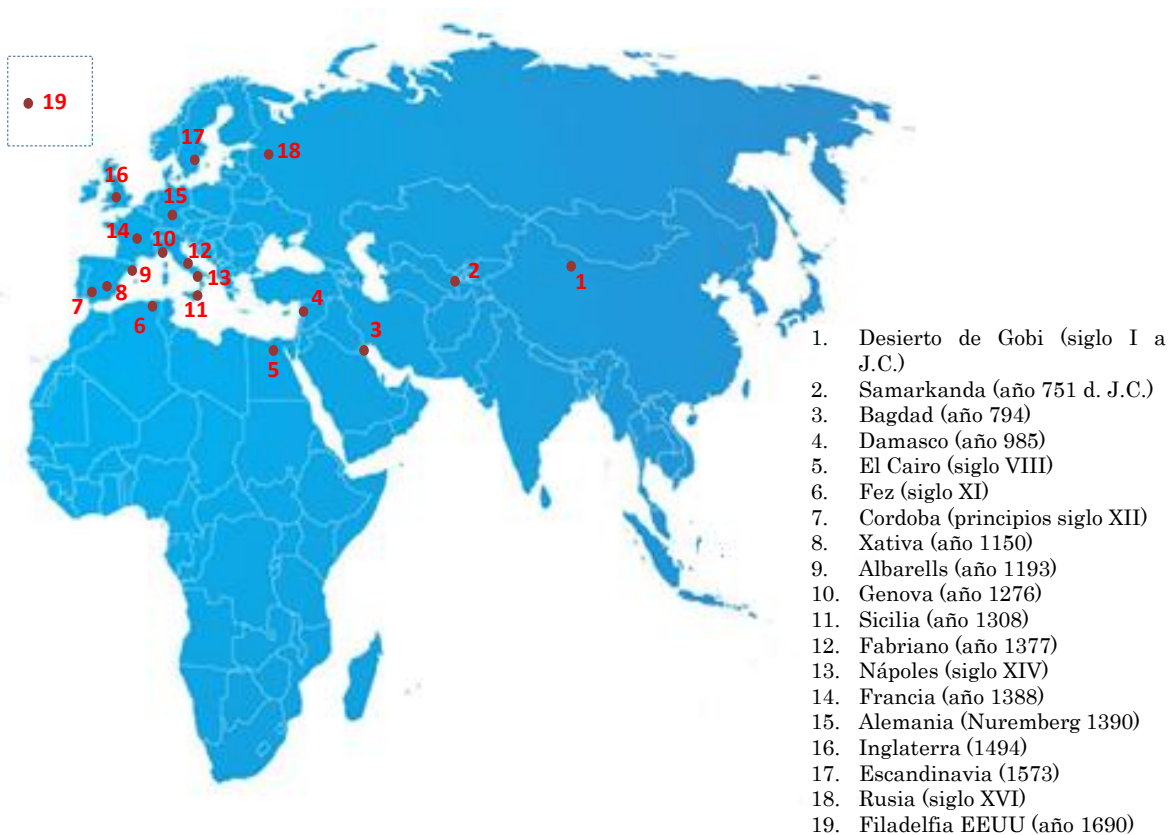 19
17
18
16
15
14
10
12
9
13
8
7
11
6
4
2
1
3
5
1. Desierto de Gobi (siglo I a
J.C.)
2. Samarkanda (año 751 d. J.C.)
3. Bagdad (año 794)
4. Damasco (año 985)
5. El Cairo (siglo VIII)
6. Fez (siglo XI)
7. Cordoba (principios siglo XII)
8. Xativa (año 1150)
9. Albarells (año 1193)
10. Genova (año 1276)
11. Sicilia (año 1308)
12. Fabriano (año 1377)
13. Nápoles (siglo XIV)
14. Francia (año 1388)
15. Alemania (Nuremberg 1390)
16. Inglaterra (1494)
17. Escandinavia (1573)
18. Rusia (siglo XVI)
19. Filadelfia EEUU (año 1690)